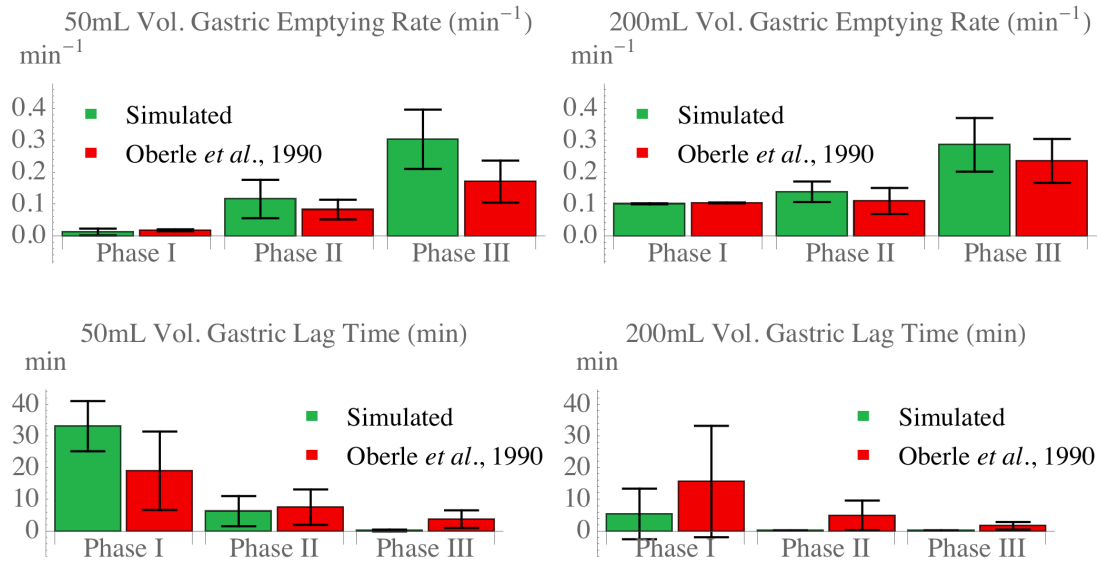 50mL Vol. Gastric Emptying Rate (min⁻¹)
min⁻¹
0.4
0.3
0.2
0.1
0.0
Simulated
Oberle et al., 1990
Phase I
Phase II
Phase III
200mL Vol. Gastric Emptying Rate (min⁻¹)
min⁻¹
0.4
0.3
0.2
0.1
0.0
Simulated
Oberle et al., 1990
Phase I
Phase II
Phase III
50mL Vol. Gastric Lag Time (min)
min
40
30
20
10
0
Simulated
Oberle et al., 1990
Phase I
Phase II
Phase III
200mL Vol. Gastric Lag Time (min)
min
40
30
20
10
0
Simulated
Oberle et al., 1990
Phase I
Phase II
Phase III